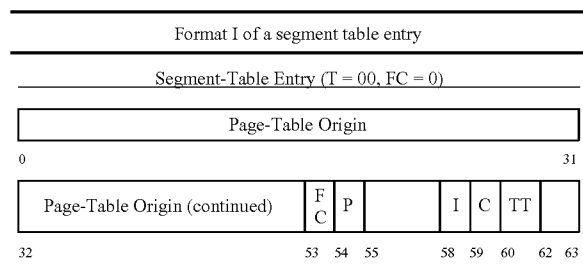 Format I of a segment table entry
Segment-Table Entry (T = 00, FC = 0)
Page-Table Origin
0 31
Page-Table Origin (continued) F C P I C TT
32 53 54 55 58 59 60 62 63